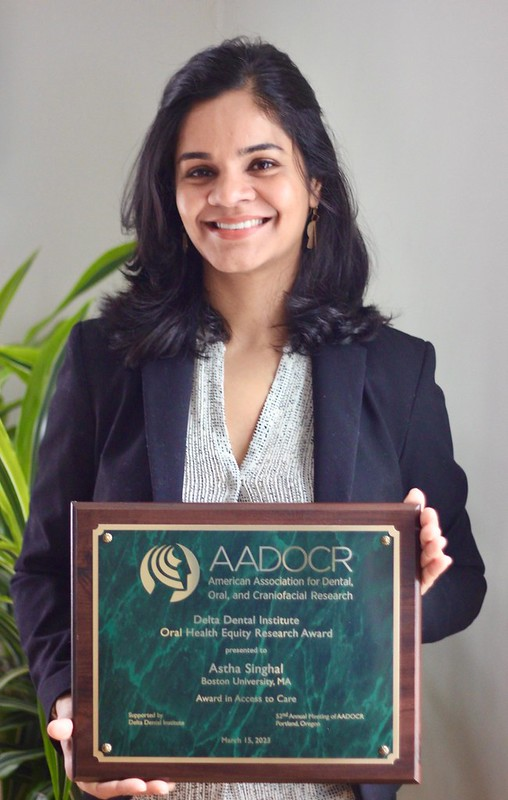 AADOCR
American Association for Dental,
Oral, and Craniofacial Research
Delta Dental Institute
Oral Health Equity Research Award
presented to
Astha Singhal
Boston University, MA
Award in Access to Care
Supported by
Delta Dental Institute
52nd Annual Meeting of AADOCR
Portland, Oregon
March 15, 2023